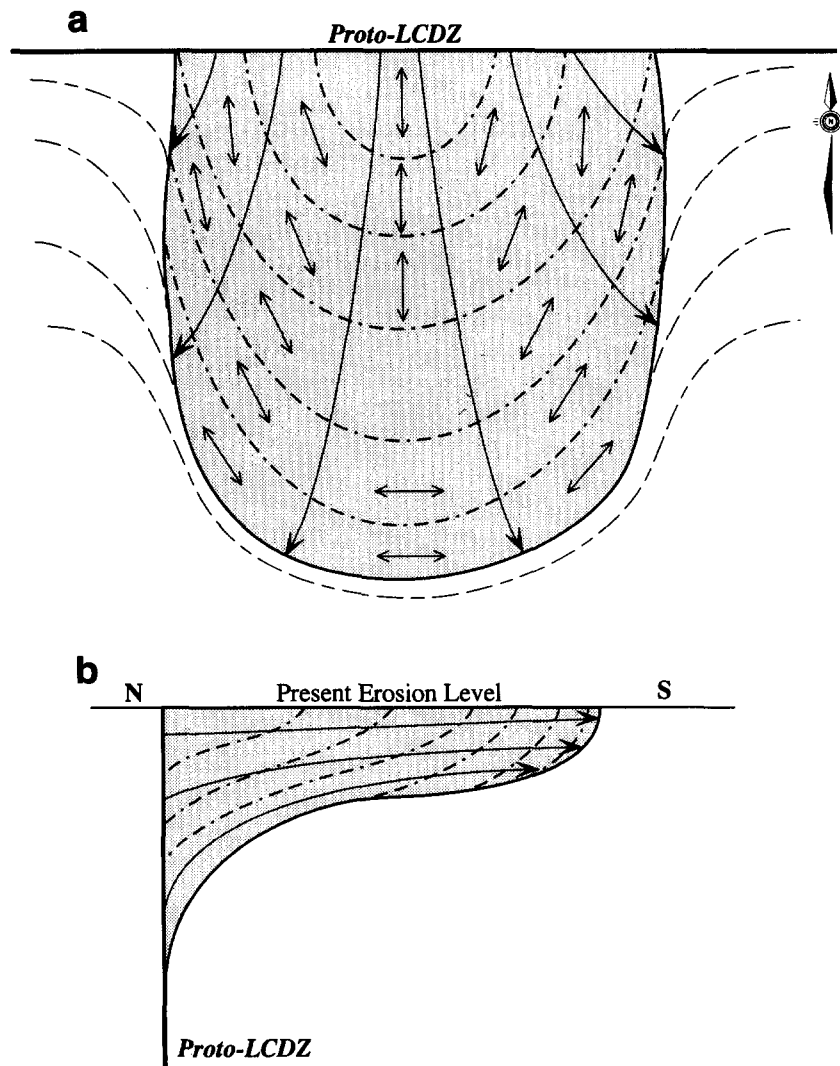 a
Proto-LCDZ
N
b
N Present Erosion Level S
Proto-LCDZ